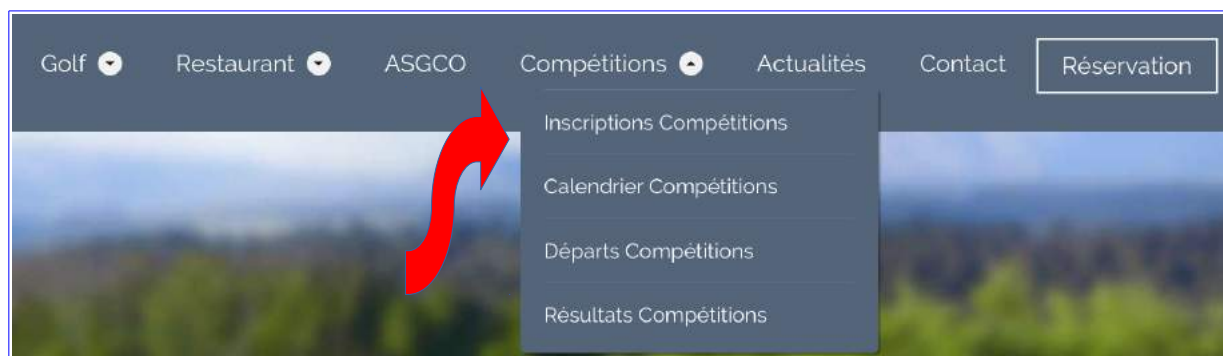 Golf Restaurant ASGCO Compétitions Actualités Contact Réservation
Inscriptions Compétitions
Calendrier Compétitions
Départs Compétitions
Résultats Compétitions